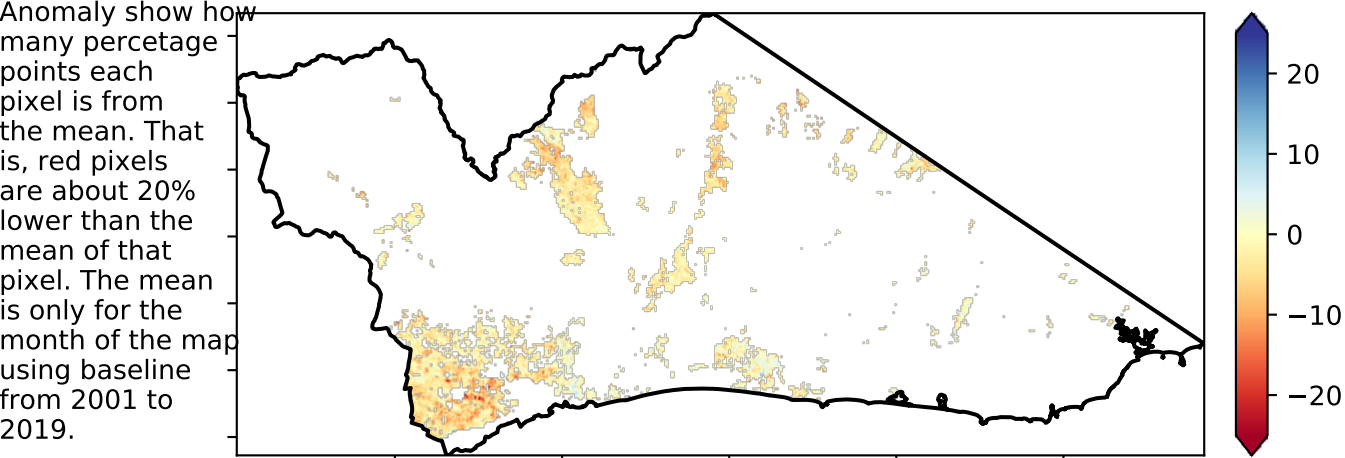 Anomaly show how
many percetage
points each
pixel is from
the mean. That
is, red pixels
are about 20%
lower than the
mean of that
pixel. The mean
is only for the
month of the map
using baseline
from 2001 to
2019.
20
10
0
−10
−20